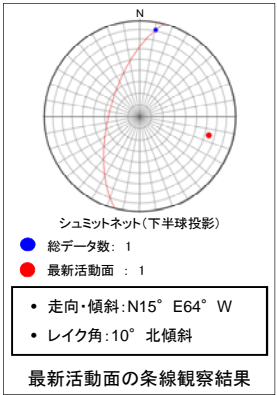 N
シュミットネット(下半球投影)
総データ数: 1
最新活動面 : 1
• 走向・傾斜:N15°E64°W
• レイク角:10°北傾斜
最新活動面の条線観察結果